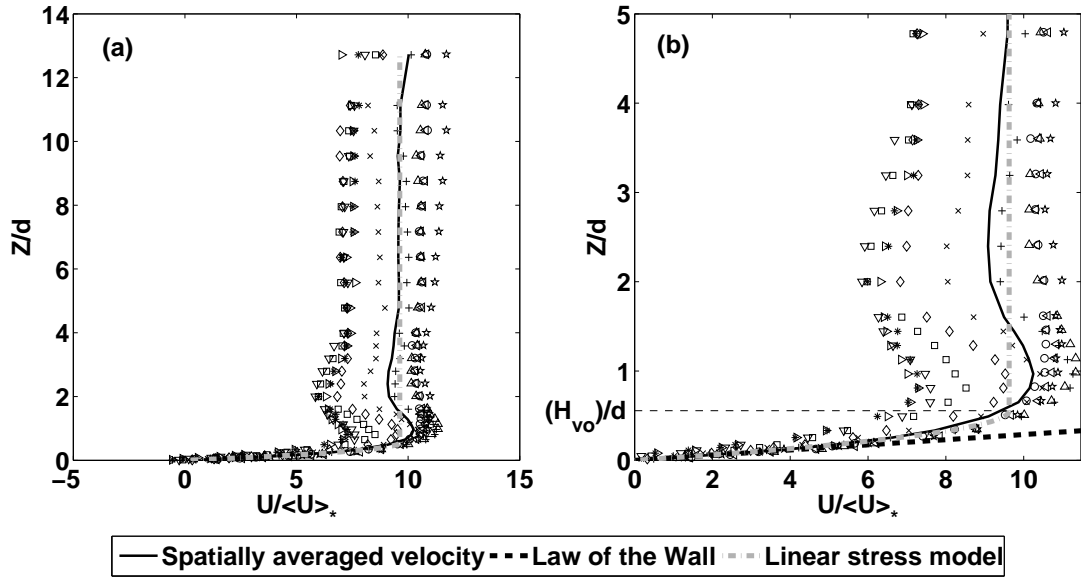 14
12
10
8
6
4
2
0
(a)
Z/d
−5
0
5
10
15
U/<U>*
5
4
3
2
1
0
(b)
Z/d
(H_vo)/d
0
2
4
6
8
10
U/<U>*
Spatially averaged velocity
Law of the Wall
Linear stress model